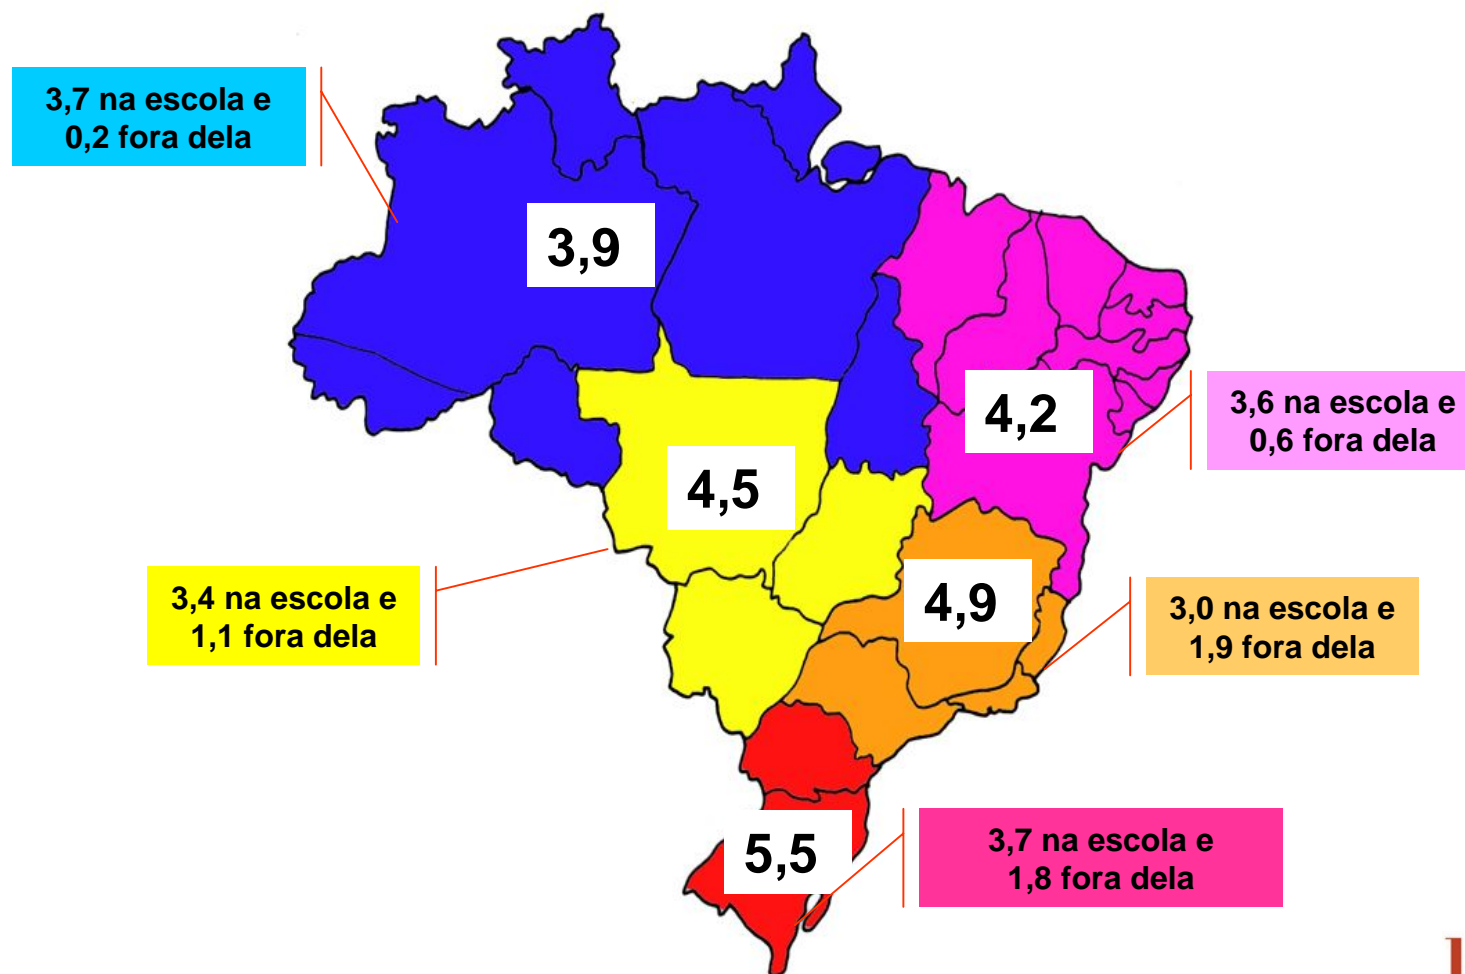 3,7 na escola e
0,2 fora dela
3,9
4,2
3,6 na escola e
0,6 fora dela
4,5
3,4 na escola e
1,1 fora dela
4,9
3,0 na escola e
1,9 fora dela
5,5
3,7 na escola e
1,8 fora dela